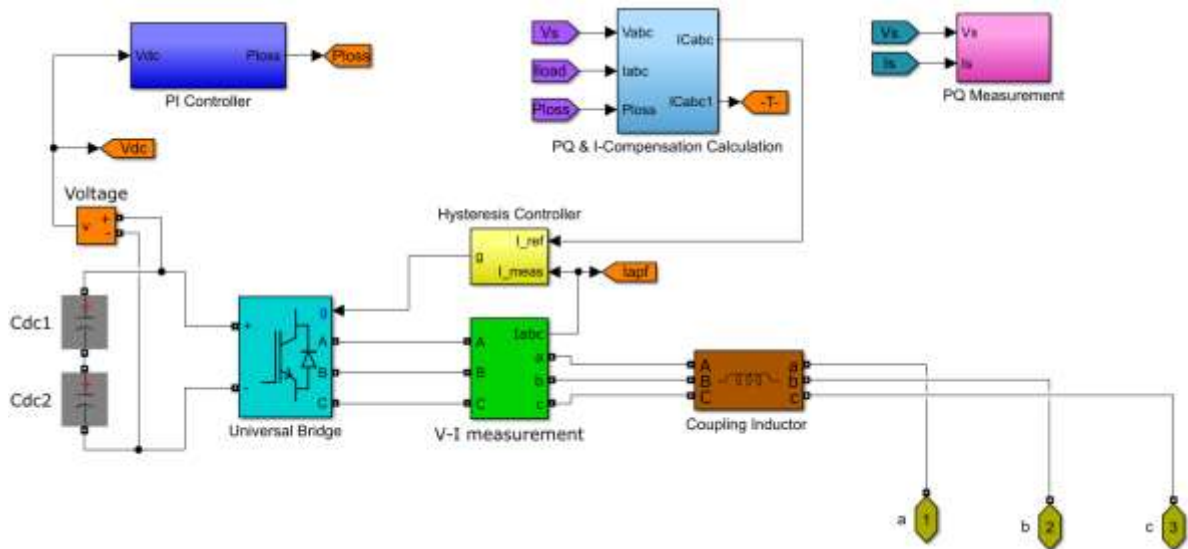 Vdc
Ploss
Ploss
PI Controller
Vs
Iload
Ploss
Vabc
Iabc
Ploss
ICabc
ICabc1
-T-
PQ & I-Compensation Calculation
Vs
Is
Vs
Is
PQ Measurement
Vdc
Voltage
v
+
-
Hysteresis Controller
g
I_ref
I_meas
Iapf
Cdc1
Cdc2
+
-
g
A
B
C
Universal Bridge
A
B
C
Iabc
a
b
c
V-I measurement
A
B
C
a
b
c
Coupling Inductor
a
1
b
2
c
3